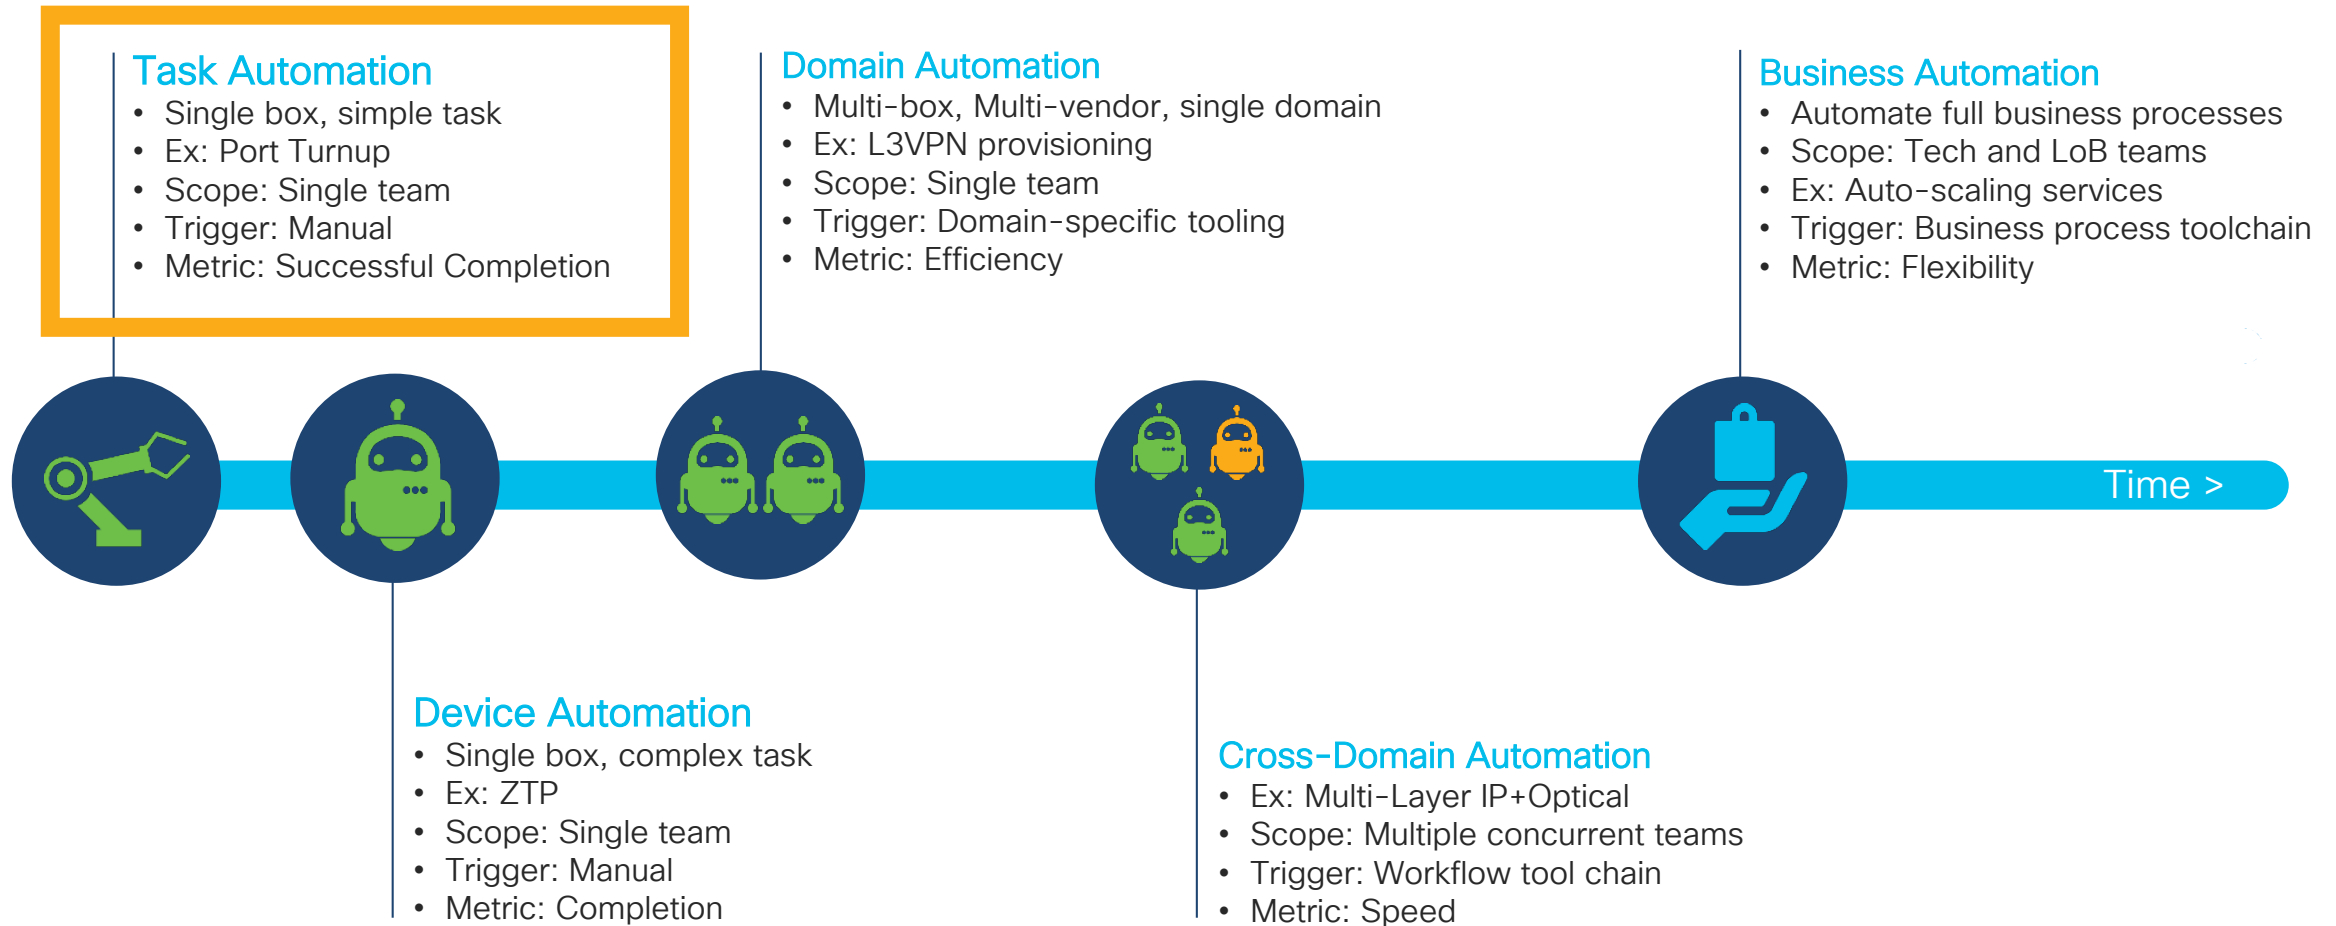 Task Automation
• Single box, simple task
• Ex: Port Turnup
• Scope: Single team
• Trigger: Manual
• Metric: Successful Completion
Domain Automation
• Multi-box, Multi-vendor, single domain
• Ex: L3VPN provisioning
• Scope: Single team
• Trigger: Domain-specific tooling
• Metric: Efficiency
Business Automation
• Automate full business processes
• Scope: Tech and LoB teams
• Ex: Auto-scaling services
• Trigger: Business process toolchain
• Metric: Flexibility
Time >
Device Automation
• Single box, complex task
• Ex: ZTP
• Scope: Single team
• Trigger: Manual
• Metric: Completion
Cross-Domain Automation
• Ex: Multi-Layer IP+Optical
• Scope: Multiple concurrent teams
• Trigger: Workflow tool chain
• Metric: Speed